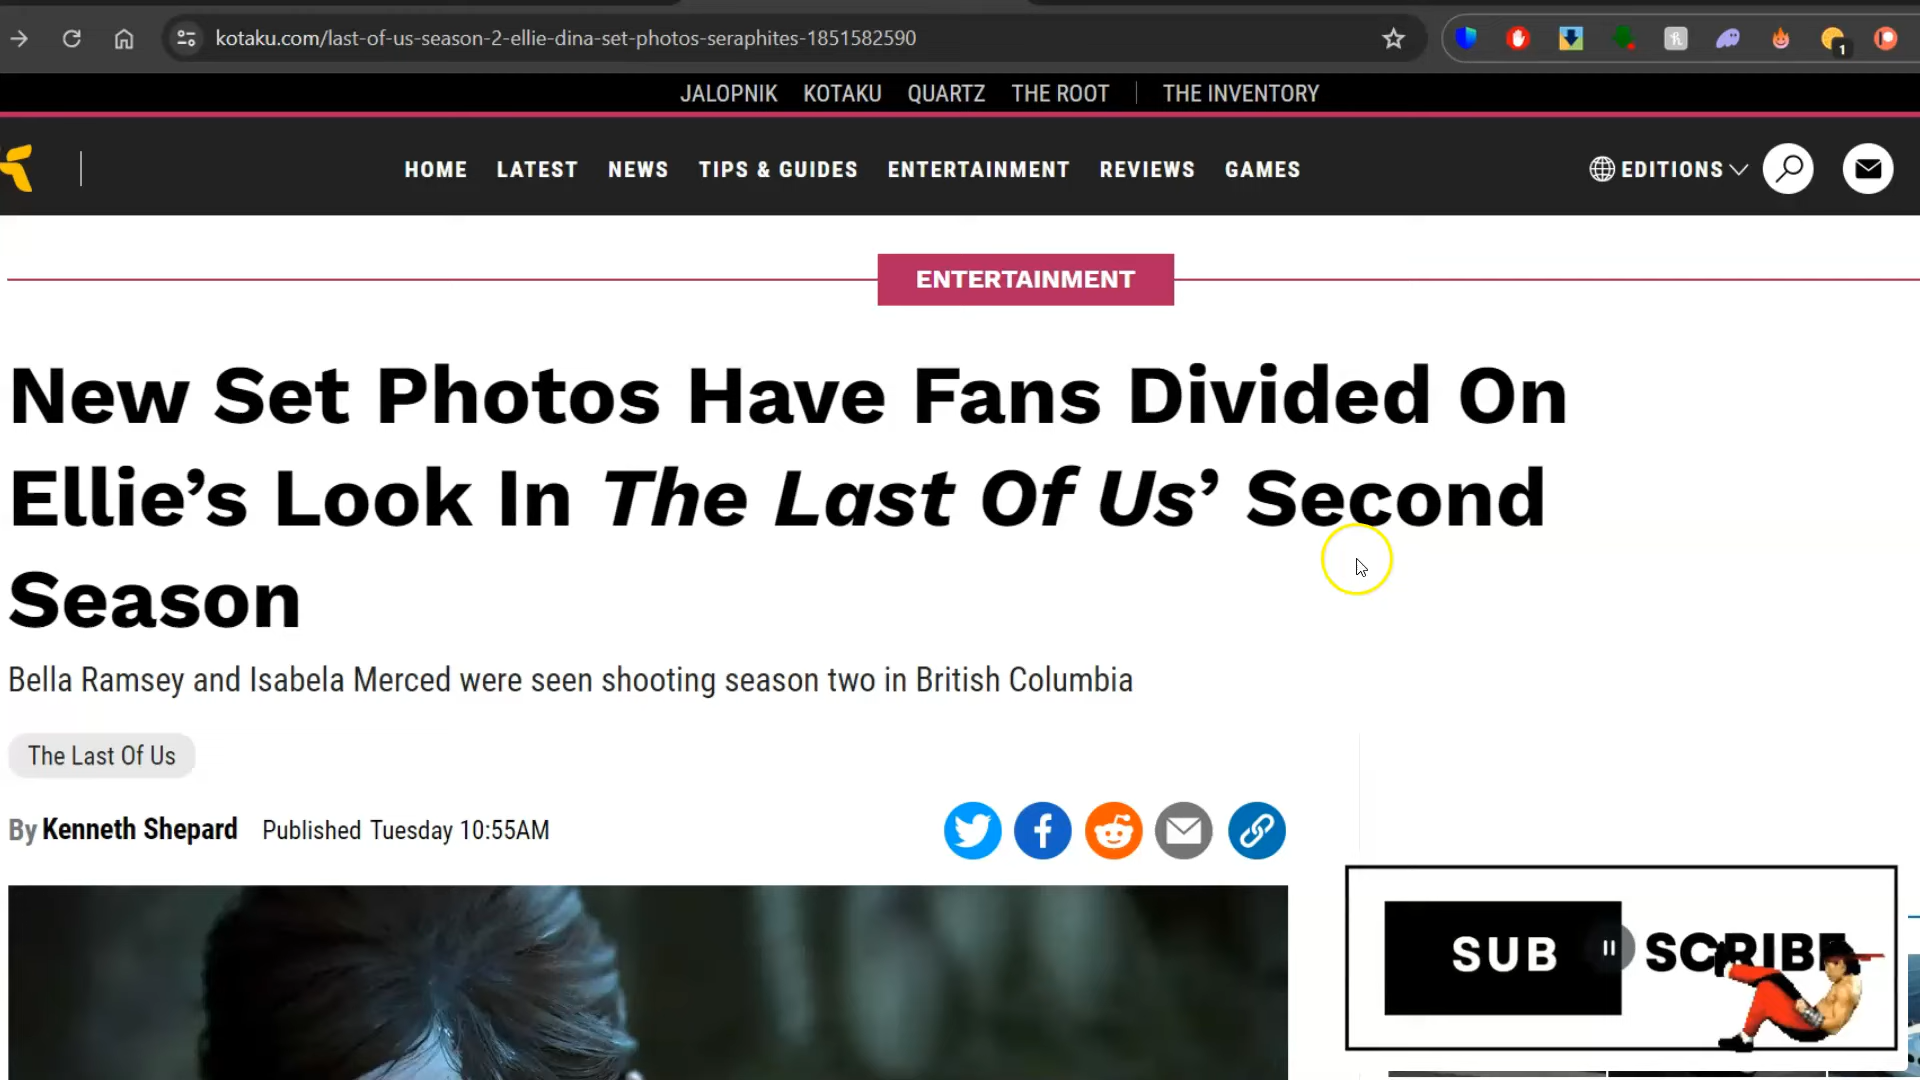 kotaku.com/last-of-us-season-2-ellie-dina-set-photos-seraphites-1851582590
1
JALOPNIK KOTAKU QUARTZ THE ROOT THE INVENTORY
HOME LATEST NEWS TIPS & GUIDES ENTERTAINMENT REVIEWS GAMES EDITIONS
ENTERTAINMENT
New Set Photos Have Fans Divided On
Ellie’s Look In The Last Of Us’ Second
Season
Bella Ramsey and Isabela Merced were seen shooting season two in British Columbia
The Last Of Us
By Kenneth Shepard Published Tuesday 10:55AM
SUB SCRIBE